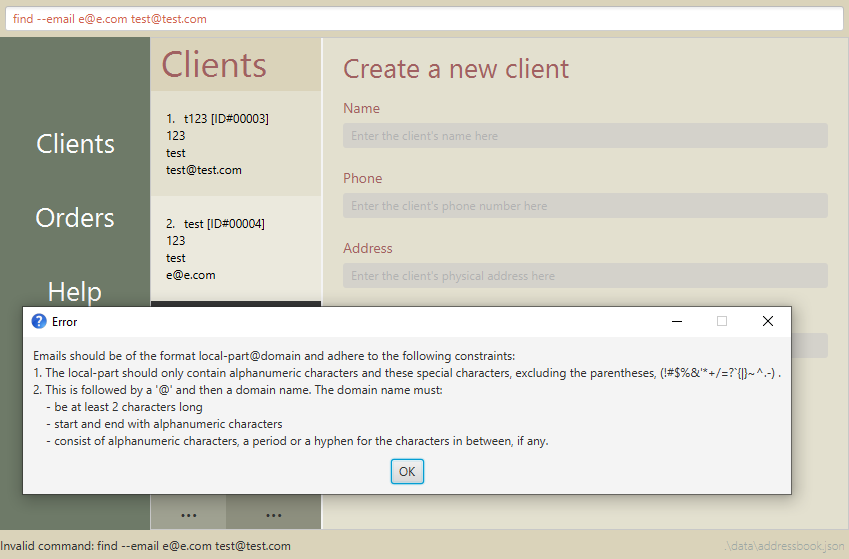 find --email e@e.com test@test.com
Clients
Orders
Help
Clients
1. t123 [ID#00003]
123
test
test@test.com
2. test [ID#00004]
123
test
e@e.com
...
...
Create a new client
Name
Enter the client's name here
Phone
Enter the client's phone number here
Address
Enter the client's physical address here
Error
Emails should be of the format local-part@domain and adhere to the following constraints:
1. The local-part should only contain alphanumeric characters and these special characters, excluding the parentheses, (!#$%&'*+/=?`{|}~^.-) .
2. This is followed by a '@' and then a domain name. The domain name must:
- be at least 2 characters long
- start and end with alphanumeric characters
- consist of alphanumeric characters, a period or a hyphen for the characters in between, if any.
OK
Invalid command: find --email e@e.com test@test.com
.\data\addressbook.json